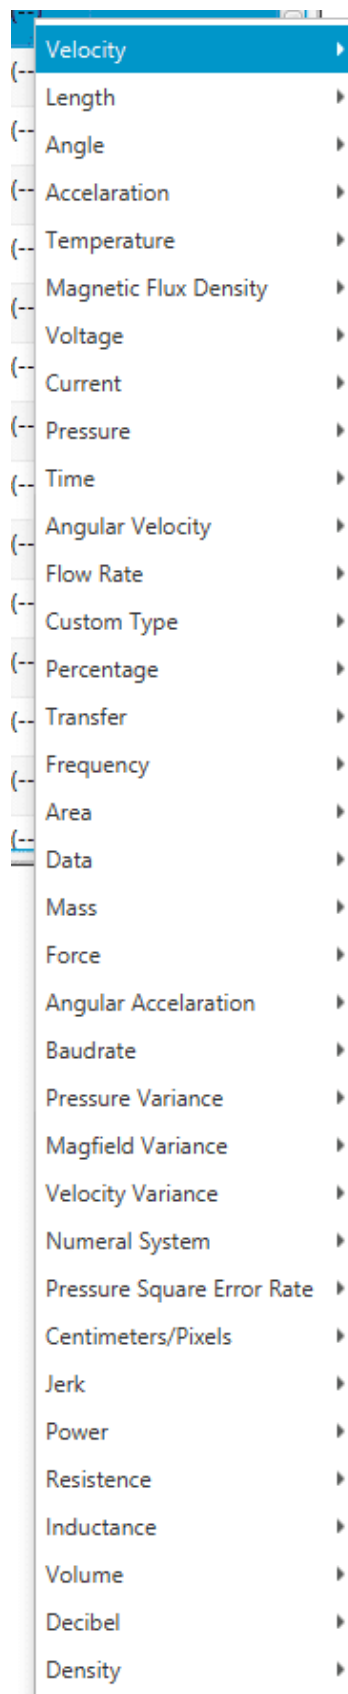 Velocity
(--
Length
(--
Angle
(--
Accelaration
(--
Temperature
(--
Magnetic Flux Density
(--
Voltage
(--
Current
(--
Pressure
(--
Time
(--
Angular Velocity
Flow Rate
(--
Custom Type
(--
Percentage
(--
Transfer
Frequency
(--
Area
(--
Data
Mass
Force
Angular Accelaration
Baudrate
Pressure Variance
Magfield Variance
Velocity Variance
Numeral System
Pressure Square Error Rate
Centimeters/Pixels
Jerk
Power
Resistence
Inductance
Volume
Decibel
Density